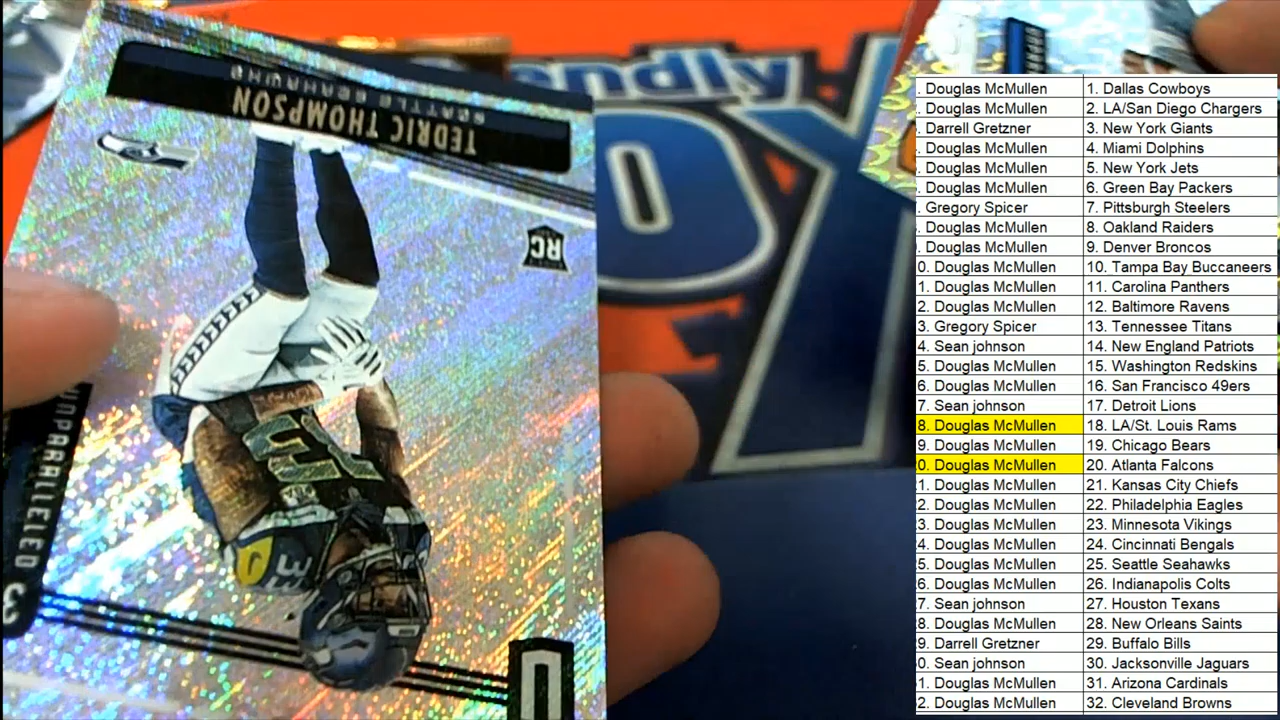 TEDRIC THOMPSON
SEATTLE SEAHAWKS
RC
33
UNPARALLELED
U
ndly
. Douglas McMullen 1. Dallas Cowboys
2. Douglas McMullen 2. LA/San Diego Chargers
. Darrell Gretzner 3. New York Giants
. Douglas McMullen 4. Miami Dolphins
. Douglas McMullen 5. New York Jets
. Douglas McMullen 6. Green Bay Packers
. Gregory Spicer 7. Pittsburgh Steelers
. Douglas McMullen 8. Oakland Raiders
. Douglas McMullen 9. Denver Broncos
0. Douglas McMullen 10. Tampa Bay Buccaneers
1. Douglas McMullen 11. Carolina Panthers
2. Douglas McMullen 12. Baltimore Ravens
3. Gregory Spicer 13. Tennessee Titans
4. Sean johnson 14. New England Patriots
5. Douglas McMullen 15. Washington Redskins
6. Douglas McMullen 16. San Francisco 49ers
7. Sean johnson 17. Detroit Lions
8. Douglas McMullen 18. LA/St. Louis Rams
9. Douglas McMullen 19. Chicago Bears
0. Douglas McMullen 20. Atlanta Falcons
1. Douglas McMullen 21. Kansas City Chiefs
2. Douglas McMullen 22. Philadelphia Eagles
3. Douglas McMullen 23. Minnesota Vikings
4. Douglas McMullen 24. Cincinnati Bengals
5. Douglas McMullen 25. Seattle Seahawks
6. Douglas McMullen 26. Indianapolis Colts
7. Sean johnson 27. Houston Texans
8. Douglas McMullen 28. New Orleans Saints
9. Darrell Gretzner 29. Buffalo Bills
0. Sean johnson 30. Jacksonville Jaguars
1. Douglas McMullen 31. Arizona Cardinals
2. Douglas McMullen 32. Cleveland Browns